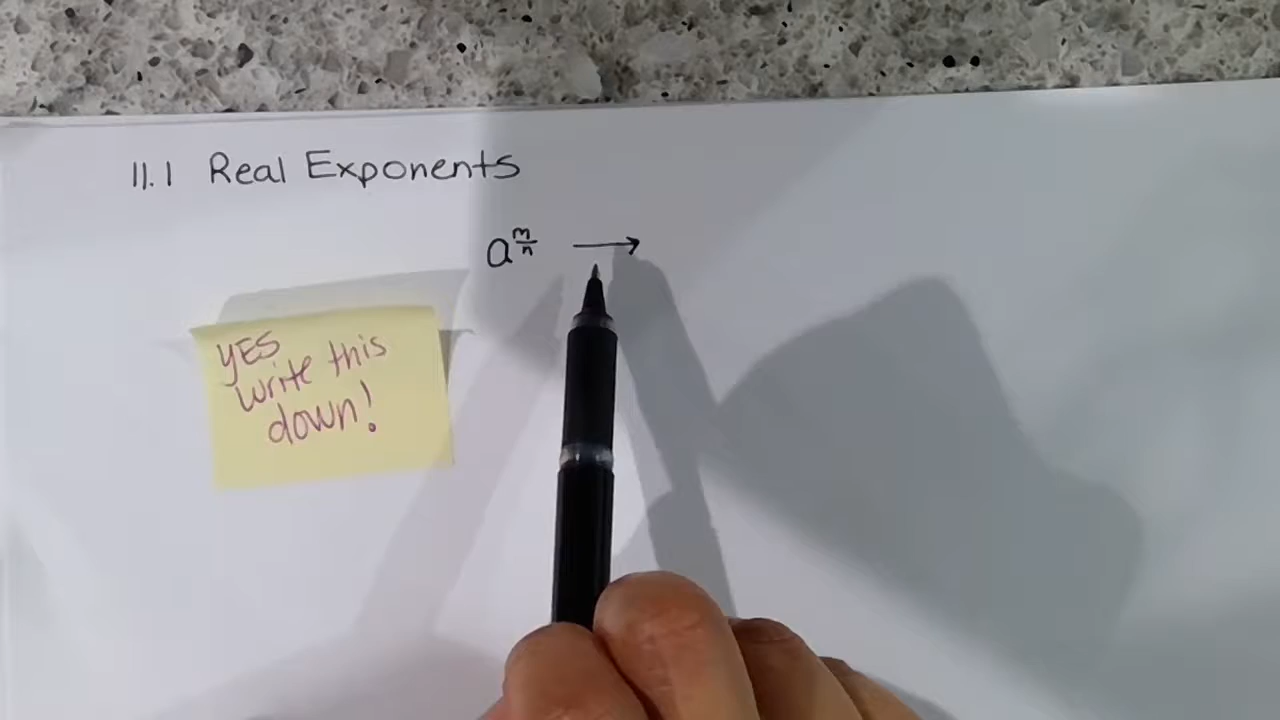 11.1 Real Exponents
a^(m/n) →
YES
write this
down!